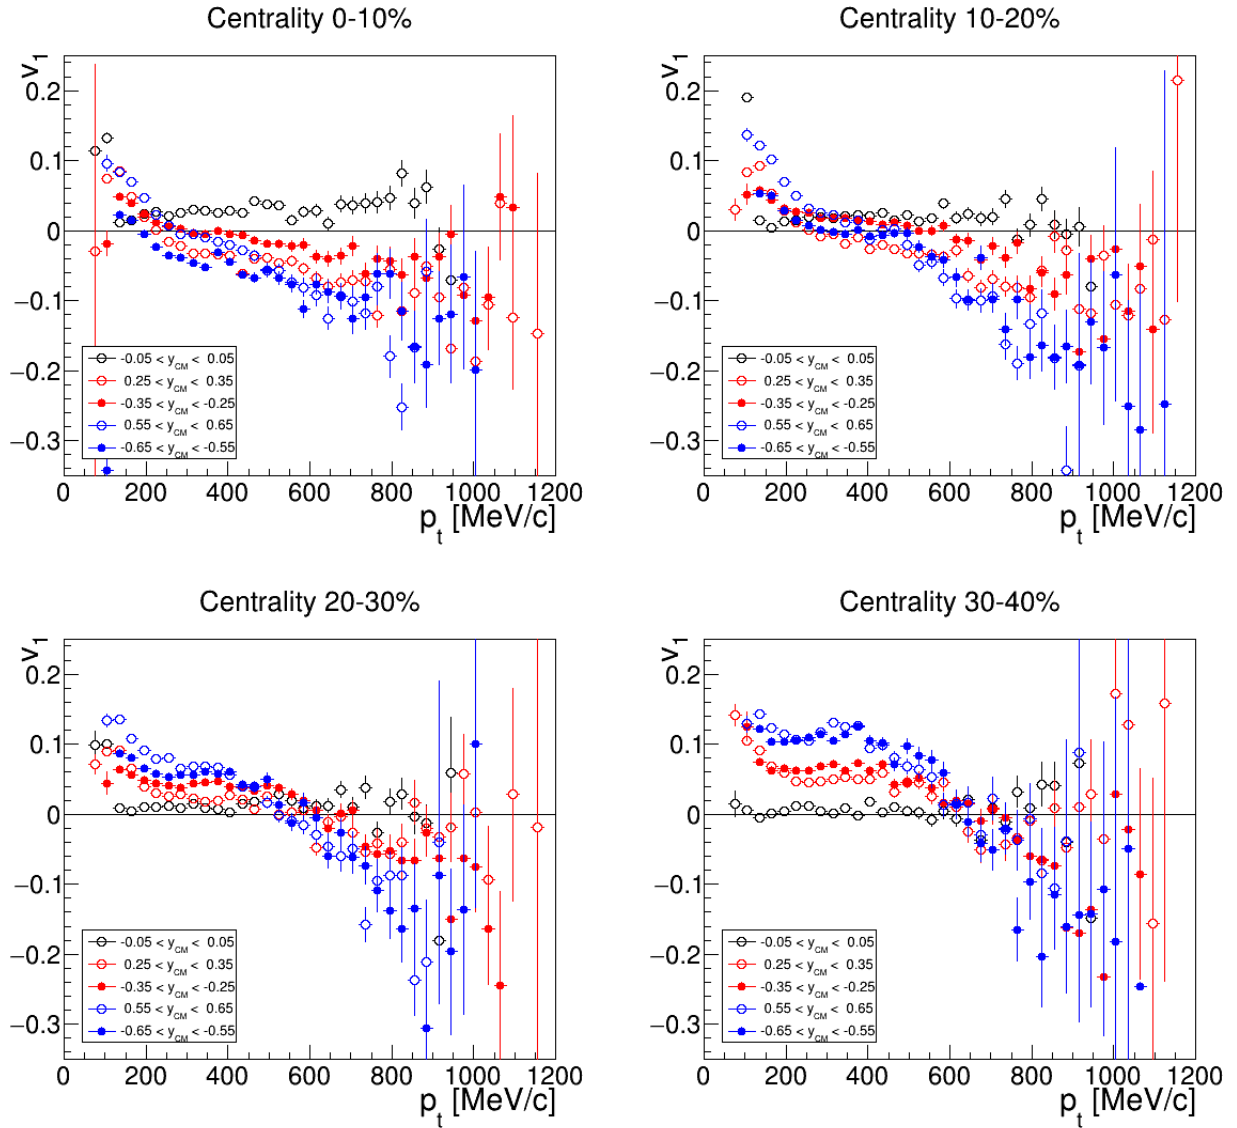 Centrality 0-10%
v1
0.2
0.1
0
−0.1
−0.2
−0.3
-0.05 < yCM < 0.05
0.25 < yCM < 0.35
-0.35 < yCM < -0.25
0.55 < yCM < 0.65
-0.65 < yCM < -0.55
0 200 400 600 800 1000 1200
pt [MeV/c]
Centrality 10-20%
v1
0.2
0.1
0
−0.1
−0.2
−0.3
-0.05 < yCM < 0.05
0.25 < yCM < 0.35
-0.35 < yCM < -0.25
0.55 < yCM < 0.65
-0.65 < yCM < -0.55
0 200 400 600 800 1000 1200
pt [MeV/c]
Centrality 20-30%
v1
0.2
0.1
0
−0.1
−0.2
−0.3
-0.05 < yCM < 0.05
0.25 < yCM < 0.35
-0.35 < yCM < -0.25
0.55 < yCM < 0.65
-0.65 < yCM < -0.55
0 200 400 600 800 1000 1200
pt [MeV/c]
Centrality 30-40%
v1
0.2
0.1
0
−0.1
−0.2
−0.3
-0.05 < yCM < 0.05
0.25 < yCM < 0.35
-0.35 < yCM < -0.25
0.55 < yCM < 0.65
-0.65 < yCM < -0.55
0 200 400 600 800 1000 1200
pt [MeV/c]